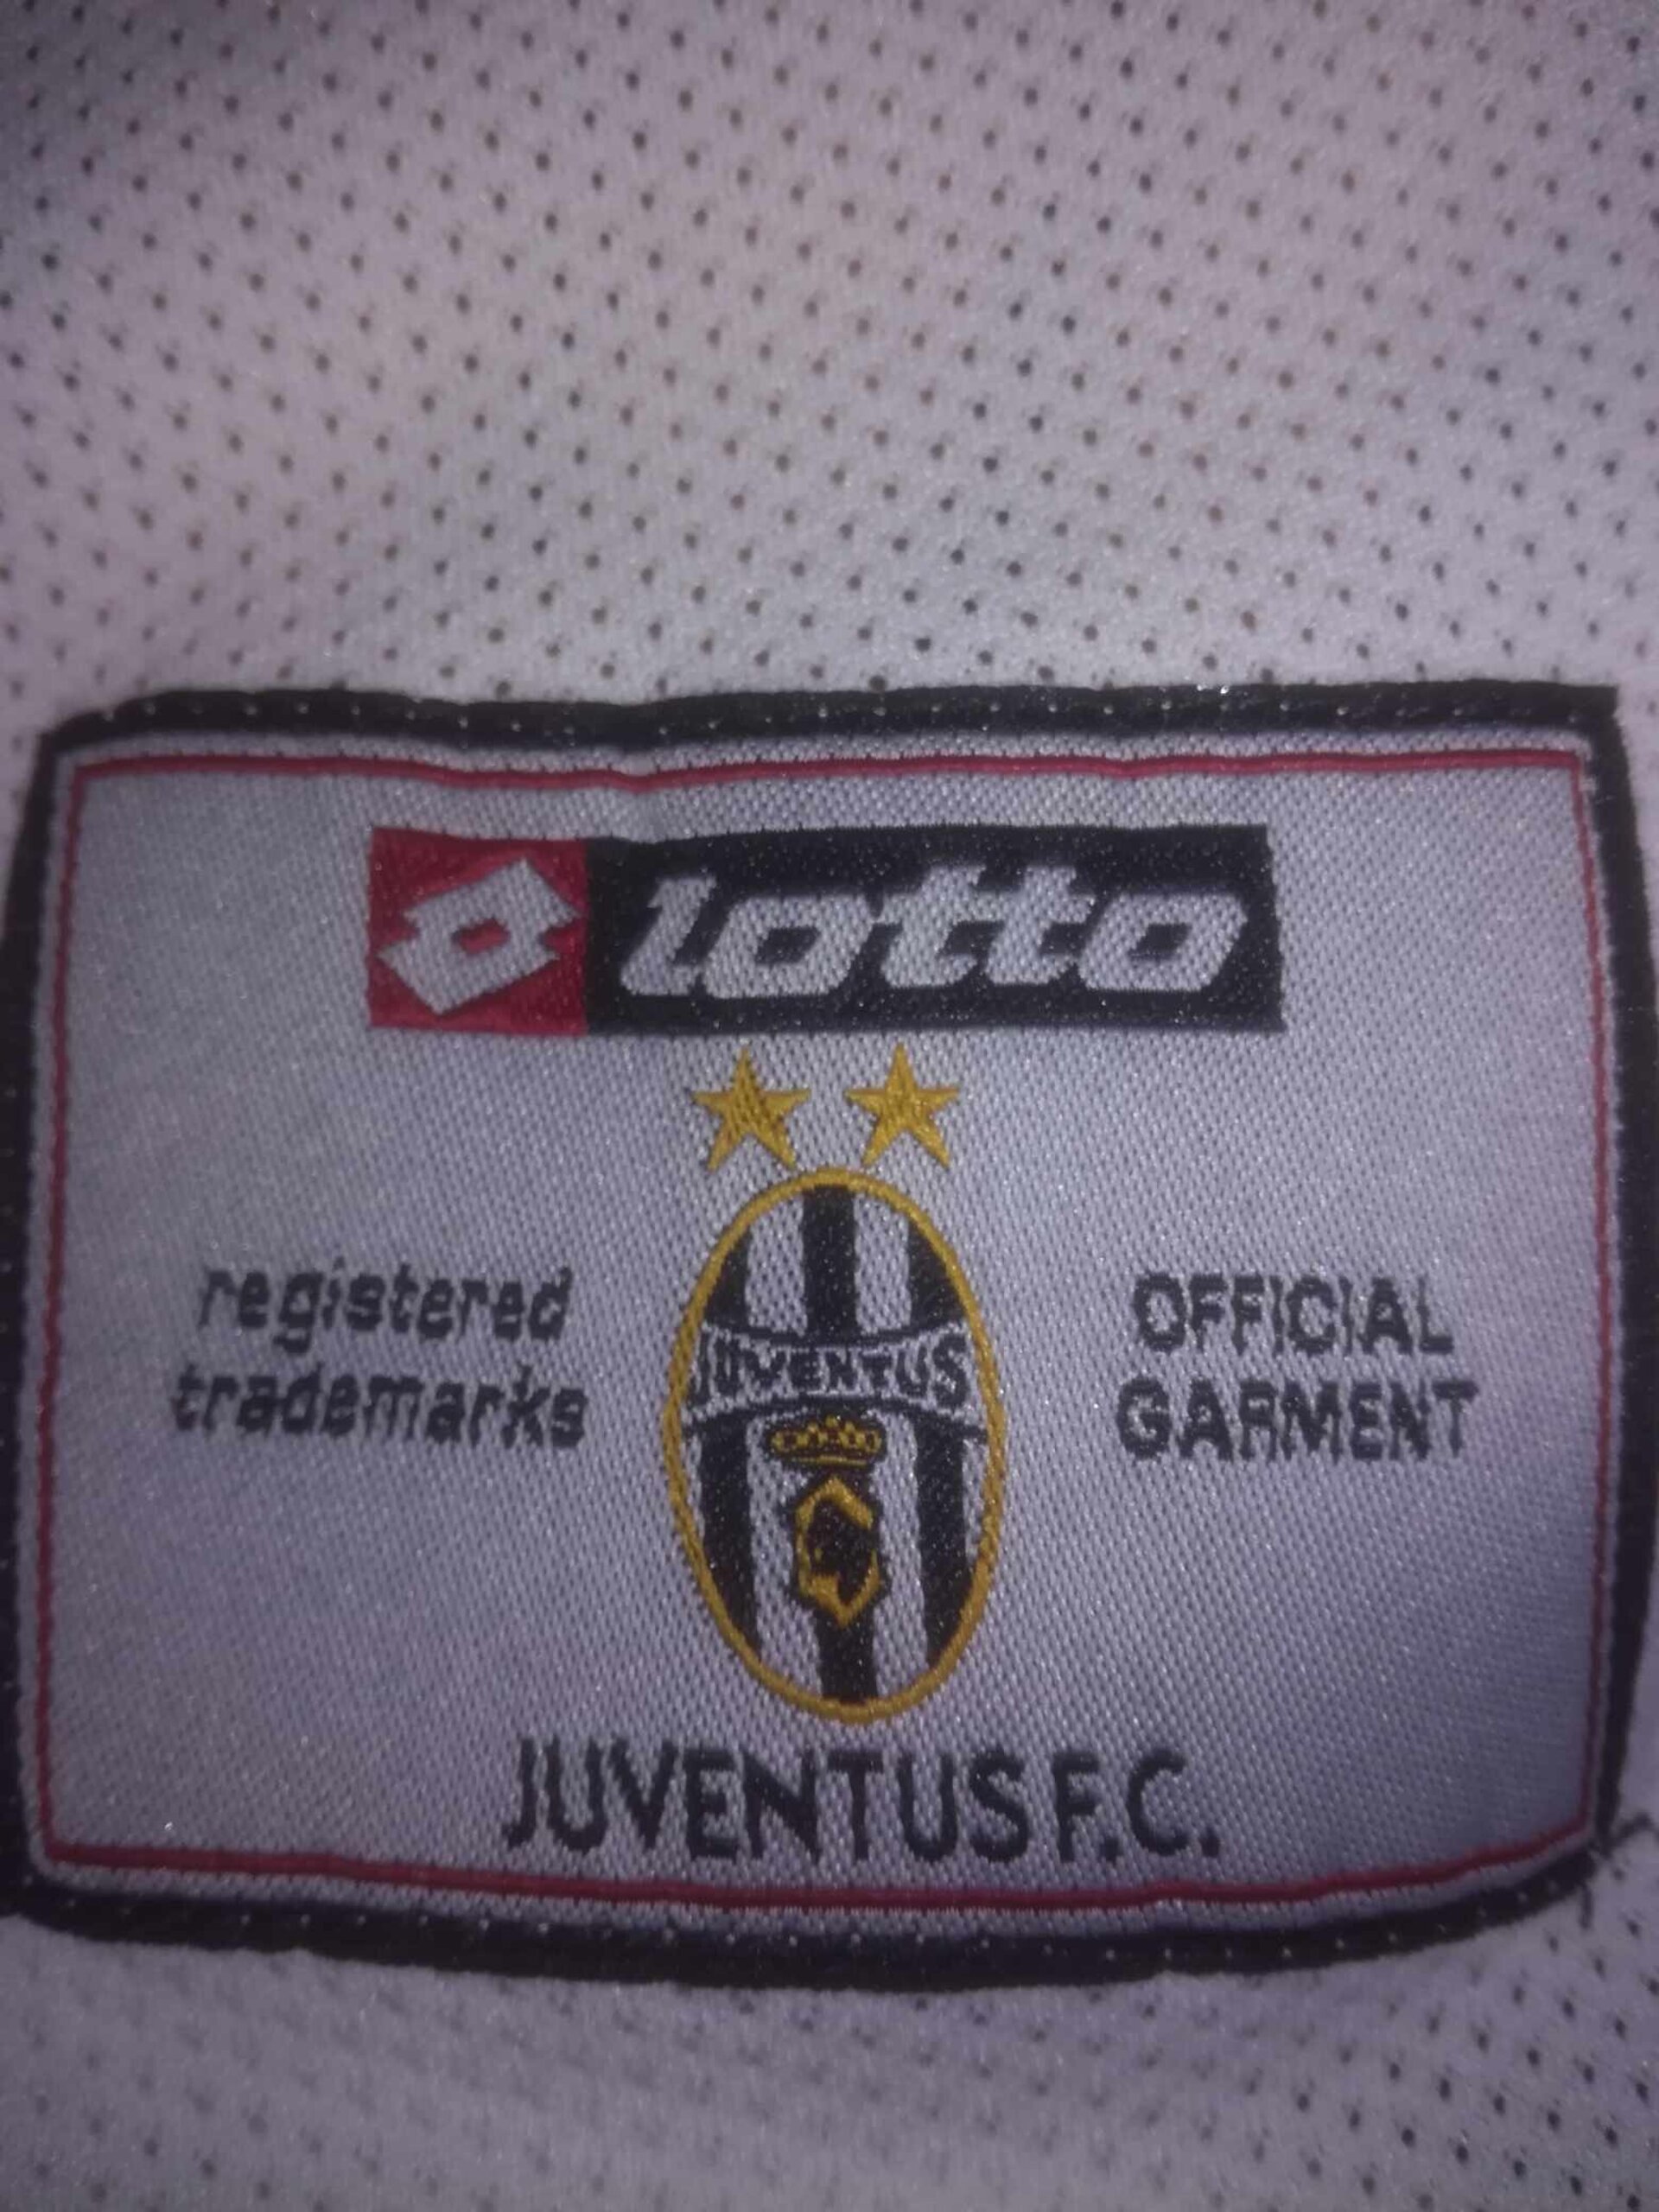 lotto
registered
trademarks
JUVENTUS
OFFICIAL
GARMENT
JUVENTUS F.C.